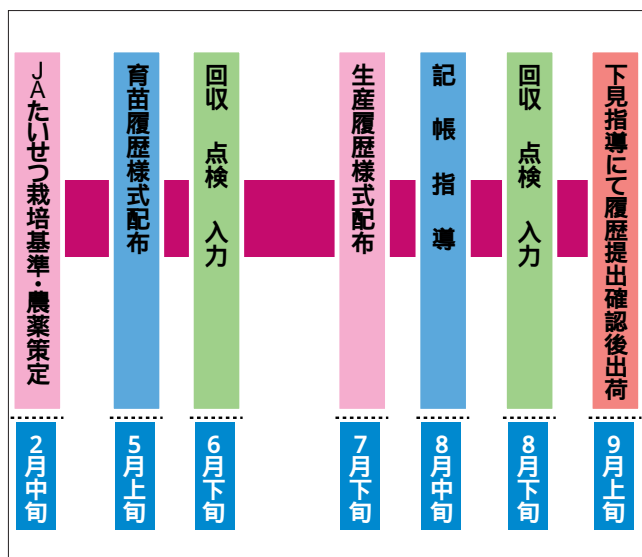 ＪＡたいせつ栽培基準・農薬策定
育苗履歴様式配布
回収　点検　入力
生産履歴様式配布
記帳指導
回収　点検　入力
下見指導にて履歴提出確認後出荷
２月中旬
５月上旬
６月下旬
７月下旬
８月中旬
８月下旬
９月上旬